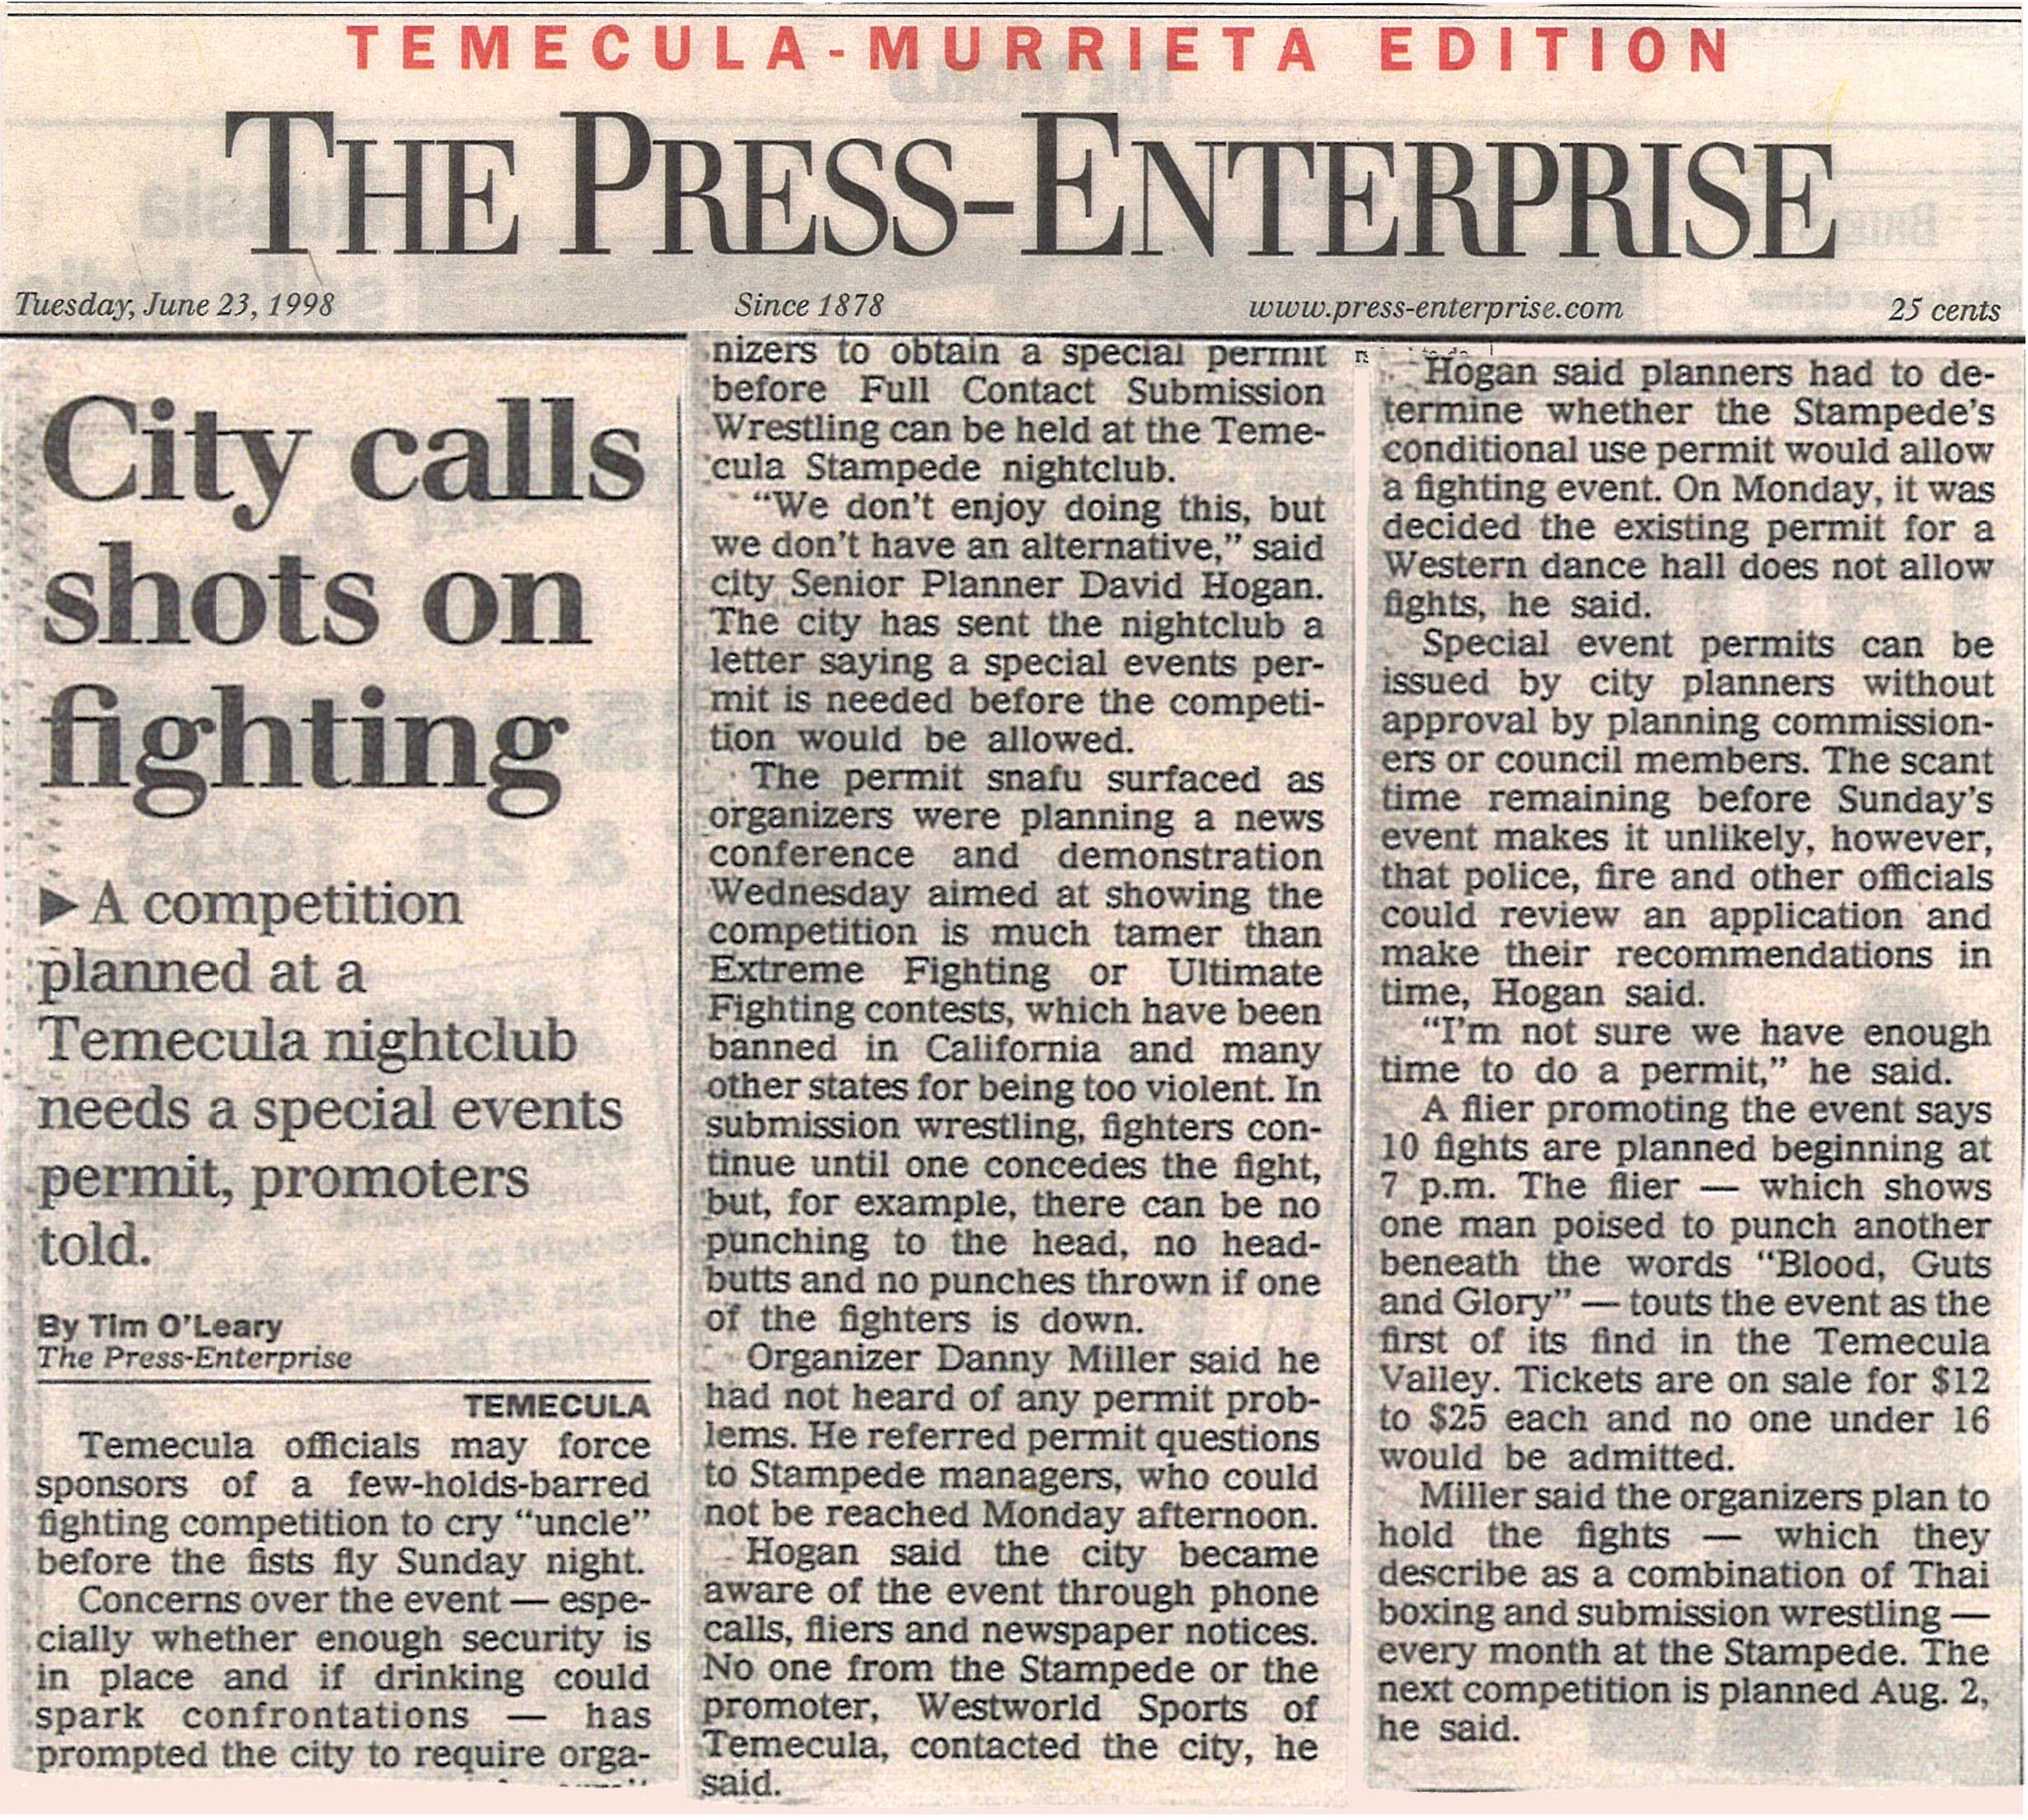 TEMECULA-MURRIETA EDITION
THE PRESS-ENTERPRISE
Tuesday, June 23, 1998 Since 1878 www.press-enterprise.com 25 cents
City calls
shots on
fighting
▶ A competition
planned at a
Temecula nightclub
needs a special events
permit, promoters
told.
By Tim O'Leary
The Press-Enterprise
TEMECULA
Temecula officials may force
sponsors of a few-holds-barred
fighting competition to cry “uncle”
before the fists fly Sunday night.
Concerns over the event — espe-
cially whether enough security is
in place and if drinking could
spark confrontations — has
prompted the city to require orga-
nizers to obtain a special permit
before Full Contact Submission
Wrestling can be held at the Teme-
cula Stampede nightclub.
“We don't enjoy doing this, but
we don't have an alternative,” said
city Senior Planner David Hogan.
The city has sent the nightclub a
letter saying a special events per-
mit is needed before the competi-
tion would be allowed.
The permit snafu surfaced as
organizers were planning a news
conference and demonstration
Wednesday aimed at showing the
competition is much tamer than
Extreme Fighting or Ultimate
Fighting contests, which have been
banned in California and many
other states for being too violent. In
submission wrestling, fighters con-
tinue until one concedes the fight,
but, for example, there can be no
punching to the head, no head-
butts and no punches thrown if one
of the fighters is down.
Organizer Danny Miller said he
had not heard of any permit prob-
lems. He referred permit questions
to Stampede managers, who could
not be reached Monday afternoon.
Hogan said the city became
aware of the event through phone
calls, fliers and newspaper notices.
No one from the Stampede or the
promoter, Westworld Sports of
Temecula, contacted the city, he
said.
Hogan said planners had to de-
termine whether the Stampede's
conditional use permit would allow
a fighting event. On Monday, it was
decided the existing permit for a
Western dance hall does not allow
fights, he said.
Special event permits can be
issued by city planners without
approval by planning commission-
ers or council members. The scant
time remaining before Sunday's
event makes it unlikely, however,
that police, fire and other officials
could review an application and
make their recommendations in
time, Hogan said.
“I'm not sure we have enough
time to do a permit,” he said.
A flier promoting the event says
10 fights are planned beginning at
7 p.m. The flier — which shows
one man poised to punch another
beneath the words “Blood, Guts
and Glory” — touts the event as the
first of its find in the Temecula
Valley. Tickets are on sale for $12
to $25 each and no one under 16
would be admitted.
Miller said the organizers plan to
hold the fights — which they
describe as a combination of Thai
boxing and submission wrestling —
every month at the Stampede. The
next competition is planned Aug. 2,
he said.